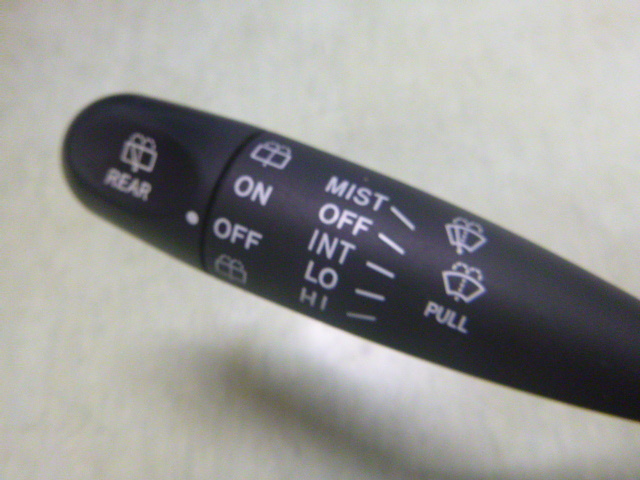 REAR
ON
OFF
MIST
OFF
INT
LO
HI
PULL